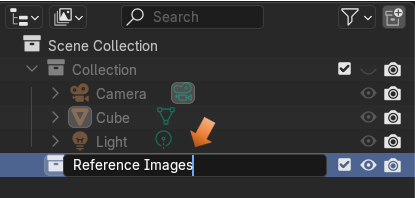 Search
Scene Collection
Collection
Camera
Cube
Light
Reference Images